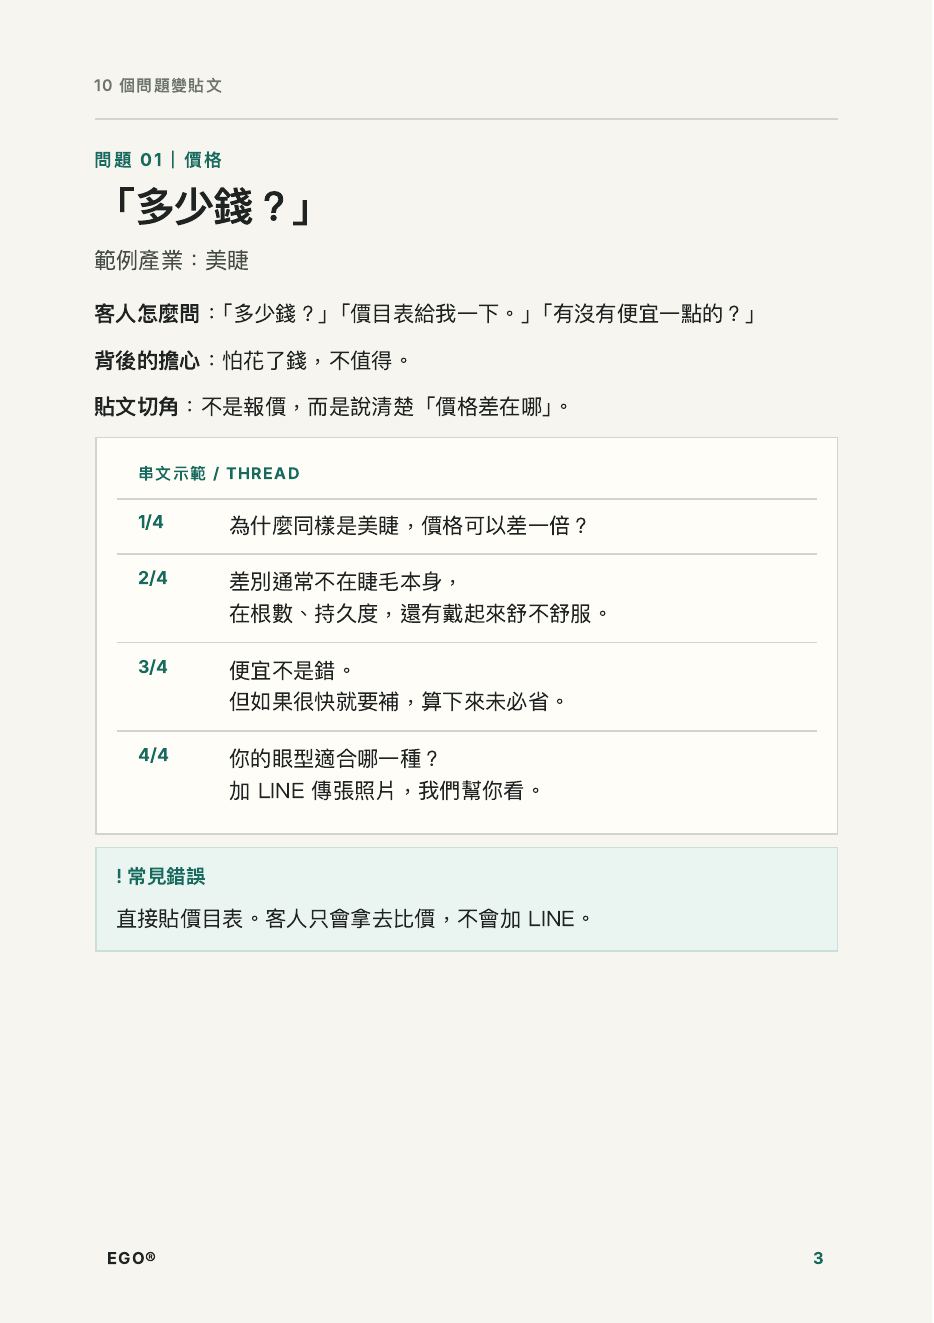 10 個問題變貼文
問題 01｜價格
「多少錢？」
範例產業：美睫
客人怎麼問：「多少錢？」「價目表給我一下。」「有沒有便宜一點的？」
背後的擔心：怕花了錢，不值得。
貼文切角：不是報價，而是說清楚「價格差在哪」。
串文示範 / THREAD
1/4 為什麼同樣是美睫，價格可以差一倍？
2/4 差別通常不在睫毛本身，
在根數、持久度，還有戴起來舒不舒服。
3/4 便宜不是錯。
但如果很快就要補，算下來未必省。
4/4 你的眼型適合哪一種？
加 LINE 傳張照片，我們幫你看。
! 常見錯誤
直接貼價目表。客人只會拿去比價，不會加 LINE。
EGO® 3